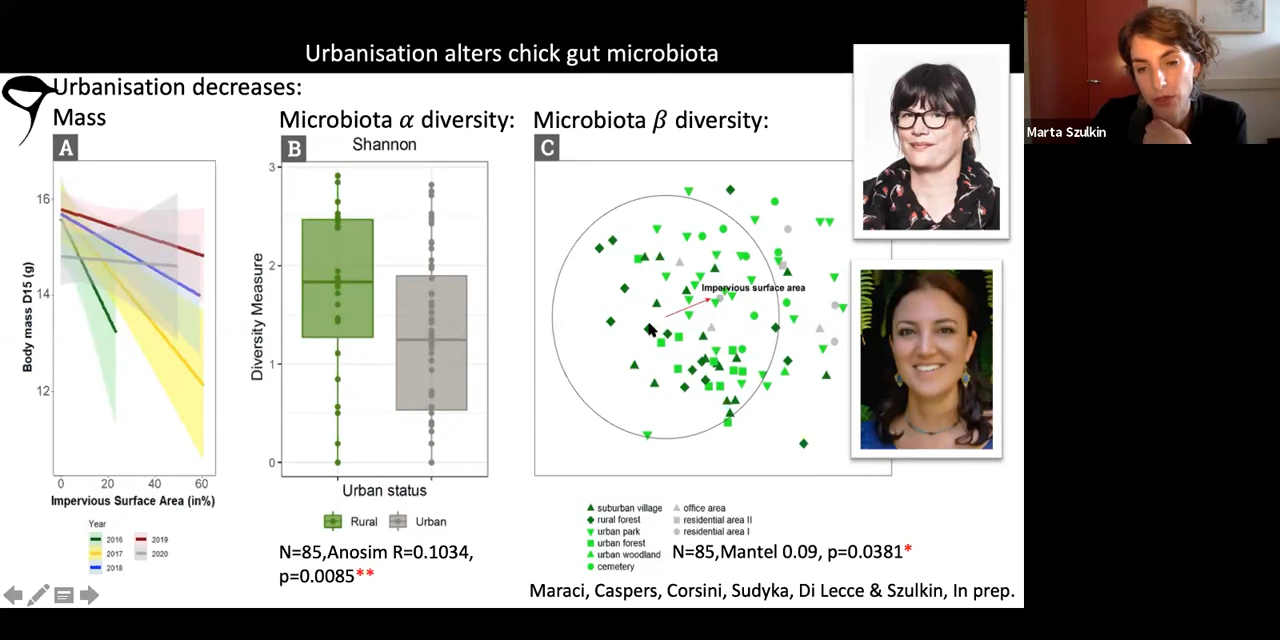 Urbanisation alters chick gut microbiota
Marta Szulkin
Urbanisation decreases:
Mass
Microbiota α diversity:
Microbiota β diversity:
A
B
Shannon
C
16
14
12
Body mass D15 (g)
0
20
40
60
Impervious Surface Area (in%)
Year
2016
2017
2018
2019
2020
3
2
1
0
Diversity Measure
Urban status
Rural
Urban
N=85,Anosim R=0.1034,
p=0.0085**
Impervious surface area
suburban village
rural forest
urban park
urban forest
urban woodland
cemetery
office area
residential area II
residential area I
N=85,Mantel 0.09, p=0.0381*
Maraci, Caspers, Corsini, Sudyka, Di Lecce & Szulkin, In prep.